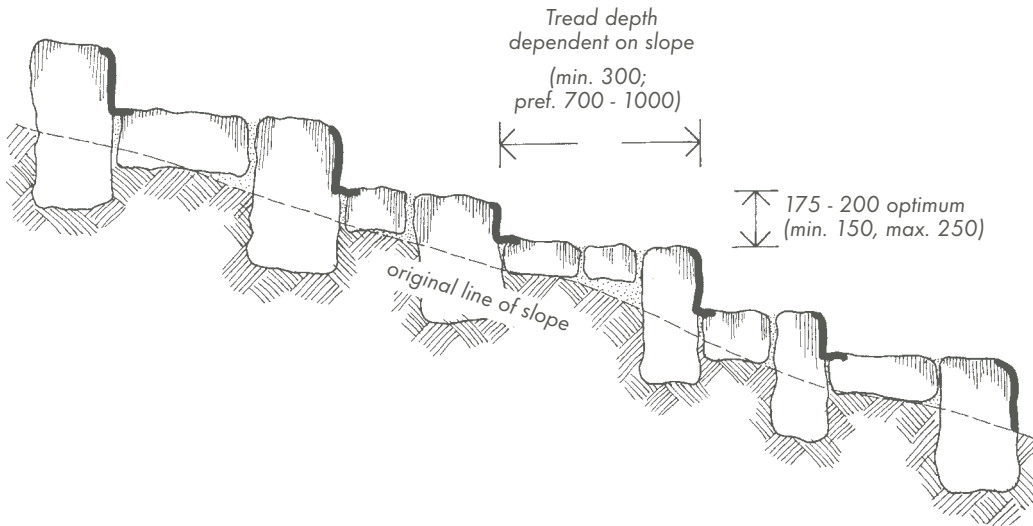 Tread depth
dependent on slope
(min. 300;
pref. 700 - 1000)
175 - 200 optimum
(min. 150, max. 250)
original line of slope